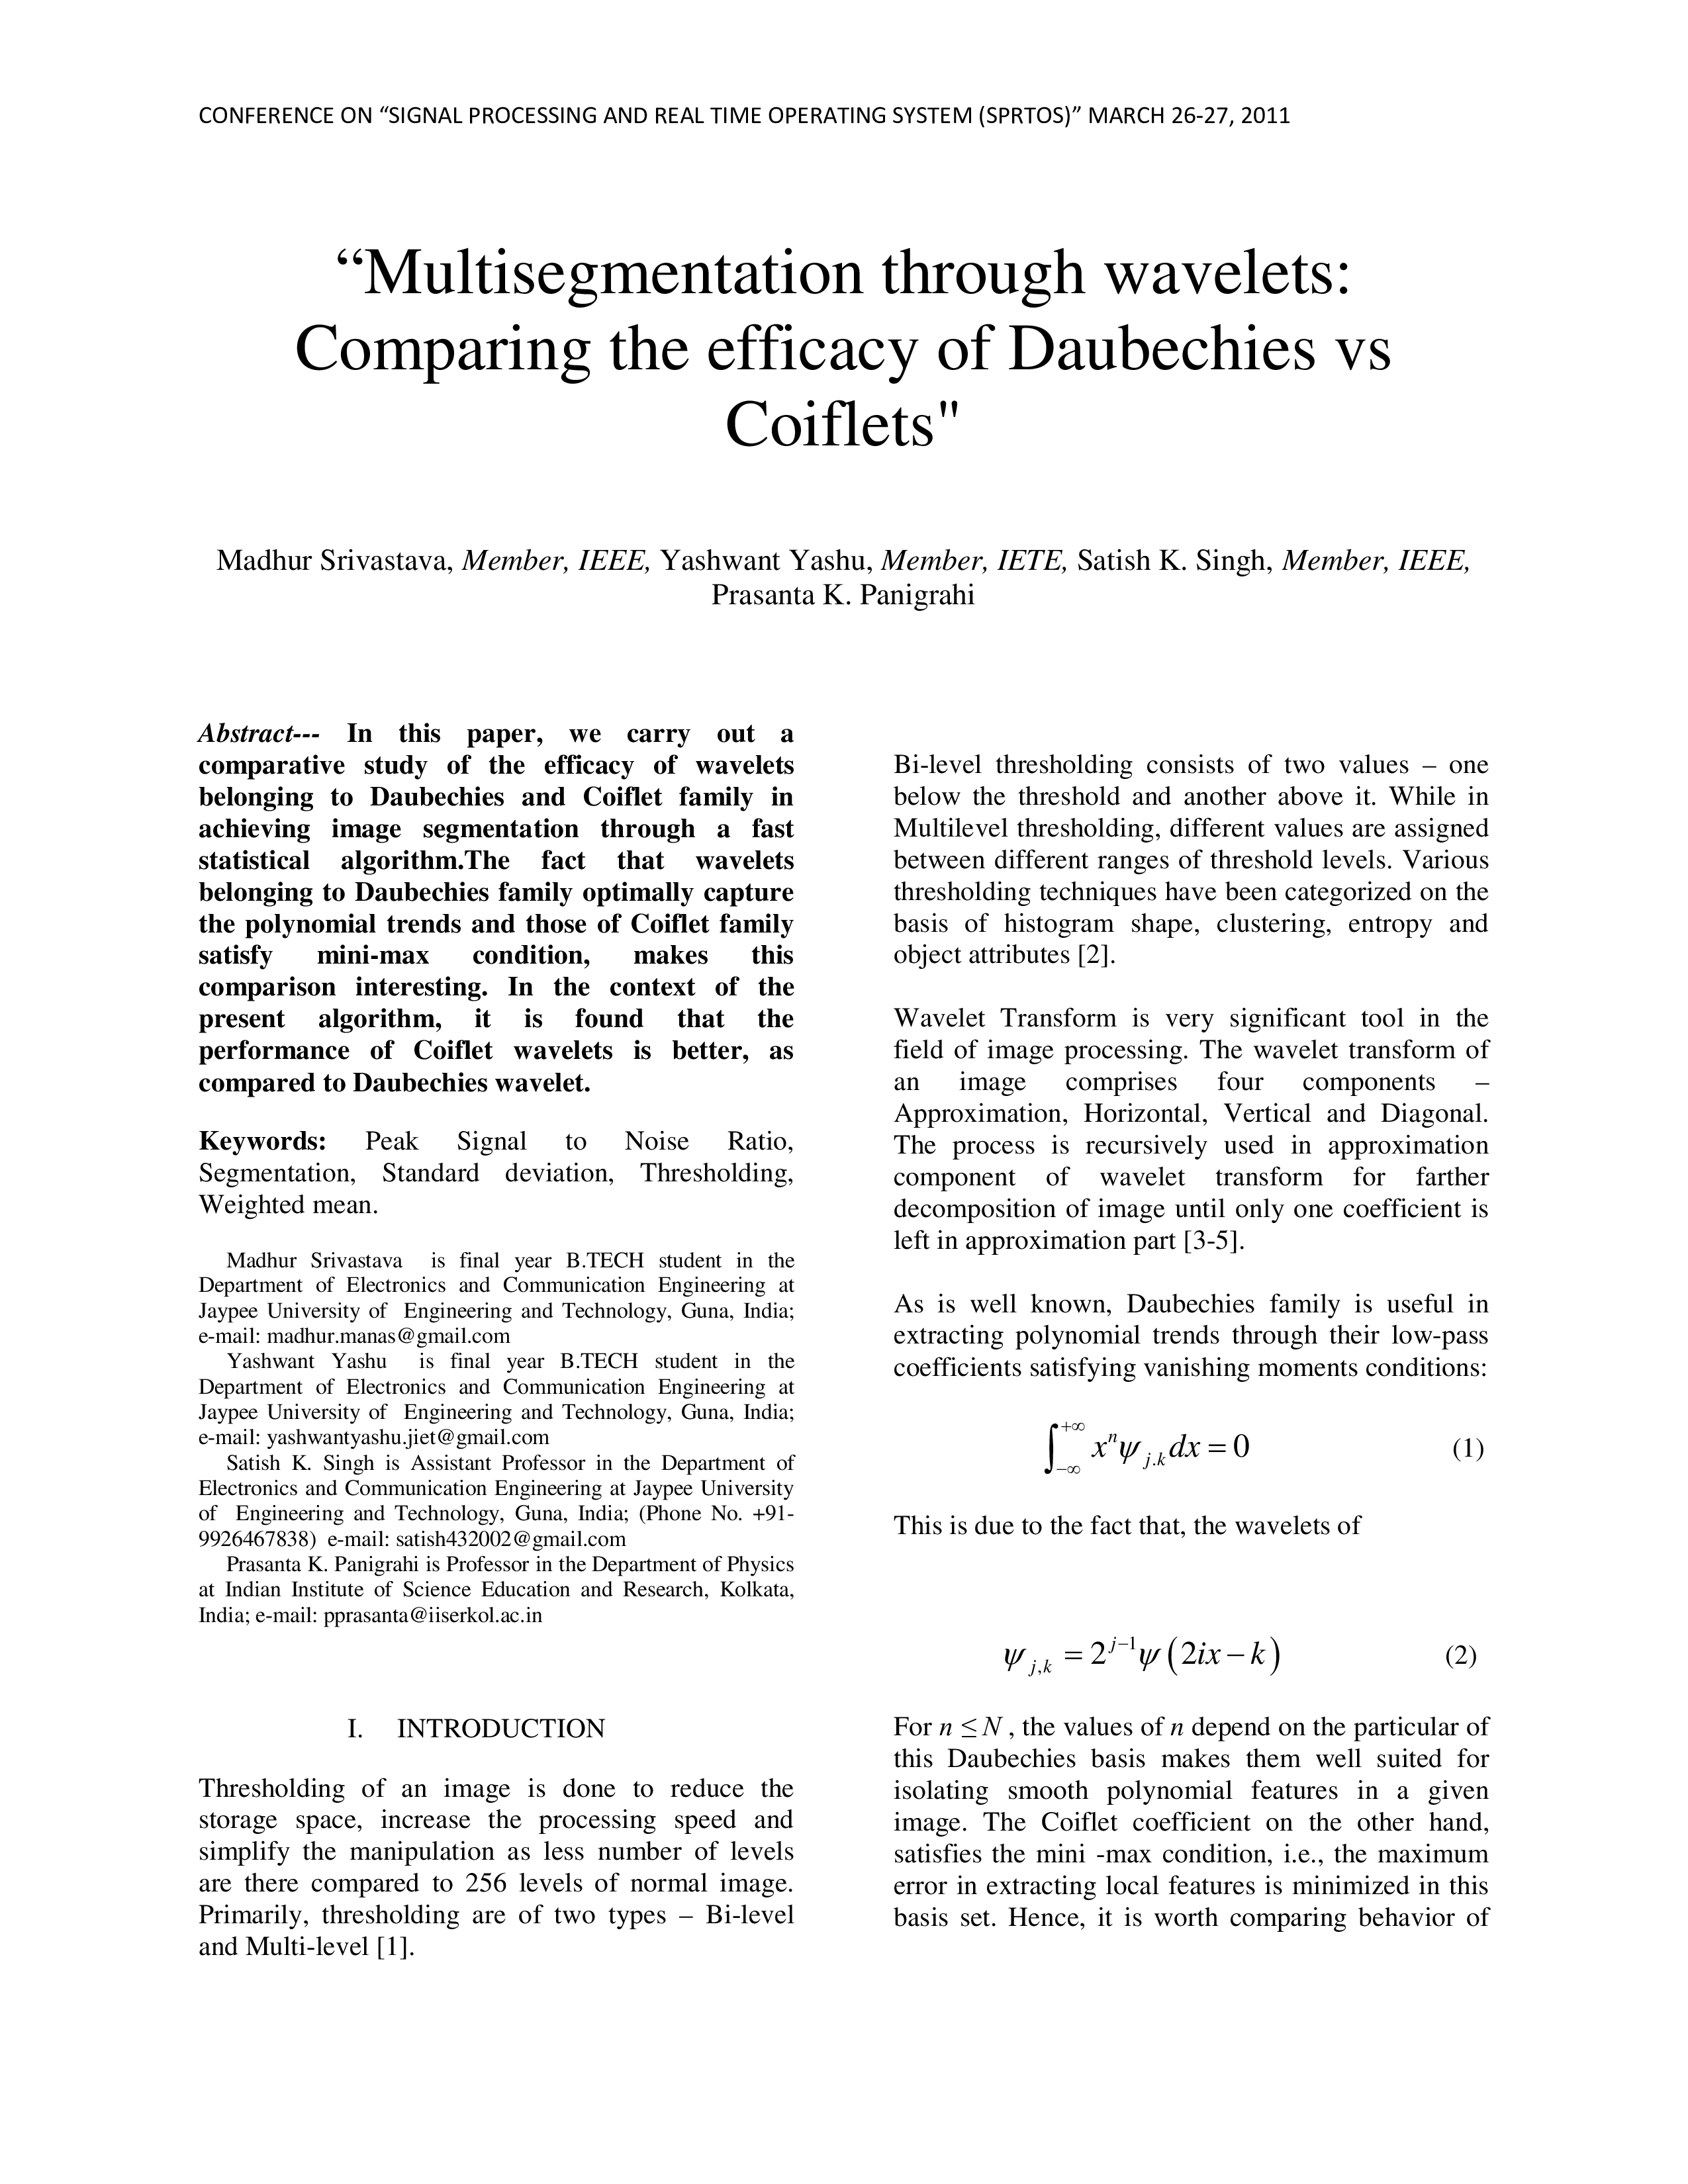 CONFERENCE ON “SIGNAL PROCESSING AND REAL TIME OPERATING SYSTEM (SPRTOS)” MARCH 26-27, 2011
“Multisegmentation through wavelets:
Comparing the efficacy of Daubechies vs
Coiflets"
Madhur Srivastava, Member, IEEE, Yashwant Yashu, Member, IETE, Satish K. Singh, Member, IEEE,
Prasanta K. Panigrahi
Abstract--- In this paper, we carry out a
comparative study of the efficacy of wavelets
belonging to Daubechies and Coiflet family in
achieving image segmentation through a fast
statistical algorithm.The fact that wavelets
belonging to Daubechies family optimally capture
the polynomial trends and those of Coiflet family
satisfy mini-max condition, makes this
comparison interesting. In the context of the
present algorithm, it is found that the
performance of Coiflet wavelets is better, as
compared to Daubechies wavelet.
Keywords: Peak Signal to Noise Ratio,
Segmentation, Standard deviation, Thresholding,
Weighted mean.
Madhur Srivastava is final year B.TECH student in the
Department of Electronics and Communication Engineering at
Jaypee University of Engineering and Technology, Guna, India;
e-mail: madhur.manas@gmail.com
Yashwant Yashu is final year B.TECH student in the
Department of Electronics and Communication Engineering at
Jaypee University of Engineering and Technology, Guna, India;
e-mail: yashwantyashu.jiet@gmail.com
Satish K. Singh is Assistant Professor in the Department of
Electronics and Communication Engineering at Jaypee University
of Engineering and Technology, Guna, India; (Phone No. +91-
9926467838) e-mail: satish432002@gmail.com
Prasanta K. Panigrahi is Professor in the Department of Physics
at Indian Institute of Science Education and Research, Kolkata,
India; e-mail: pprasanta@iiserkol.ac.in
I. INTRODUCTION
Thresholding of an image is done to reduce the
storage space, increase the processing speed and
simplify the manipulation as less number of levels
are there compared to 256 levels of normal image.
Primarily, thresholding are of two types – Bi-level
and Multi-level [1].
Bi-level thresholding consists of two values – one
below the threshold and another above it. While in
Multilevel thresholding, different values are assigned
between different ranges of threshold levels. Various
thresholding techniques have been categorized on the
basis of histogram shape, clustering, entropy and
object attributes [2].
Wavelet Transform is very significant tool in the
field of image processing. The wavelet transform of
an image comprises four components –
Approximation, Horizontal, Vertical and Diagonal.
The process is recursively used in approximation
component of wavelet transform for farther
decomposition of image until only one coefficient is
left in approximation part [3-5].
As is well known, Daubechies family is useful in
extracting polynomial trends through their low-pass
coefficients satisfying vanishing moments conditions:
∫_{−∞}^{+∞} x^n ψ_{j.k} dx = 0 (1)
This is due to the fact that, the wavelets of
ψ_{j,k} = 2^{j−1} ψ(2ix − k) (2)
For n ≤ N , the values of n depend on the particular of
this Daubechies basis makes them well suited for
isolating smooth polynomial features in a given
image. The Coiflet coefficient on the other hand,
satisfies the mini -max condition, i.e., the maximum
error in extracting local features is minimized in this
basis set. Hence, it is worth comparing behavior of